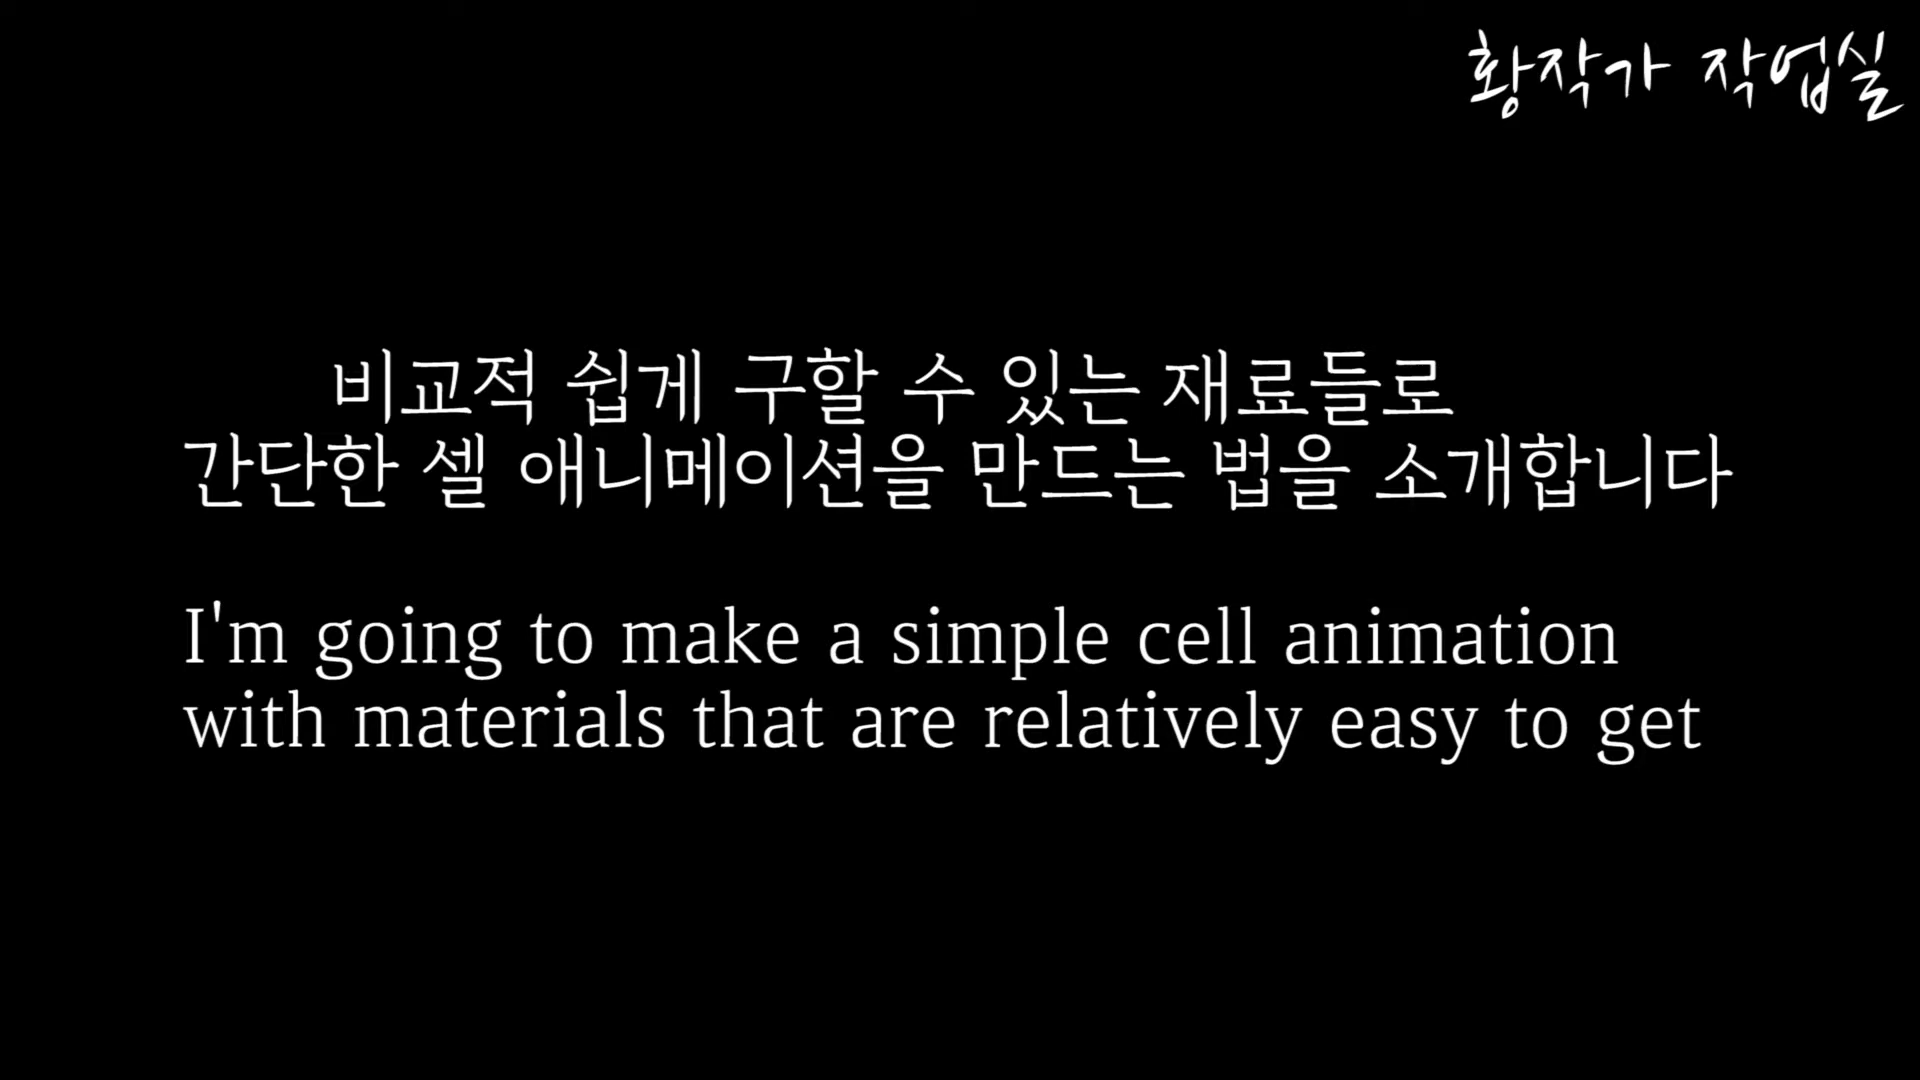 황작가 작업실
비교적 쉽게 구할 수 있는 재료들로
간단한 셀 애니메이션을 만드는 법을 소개합니다
I'm going to make a simple cell animation
with materials that are relatively easy to get